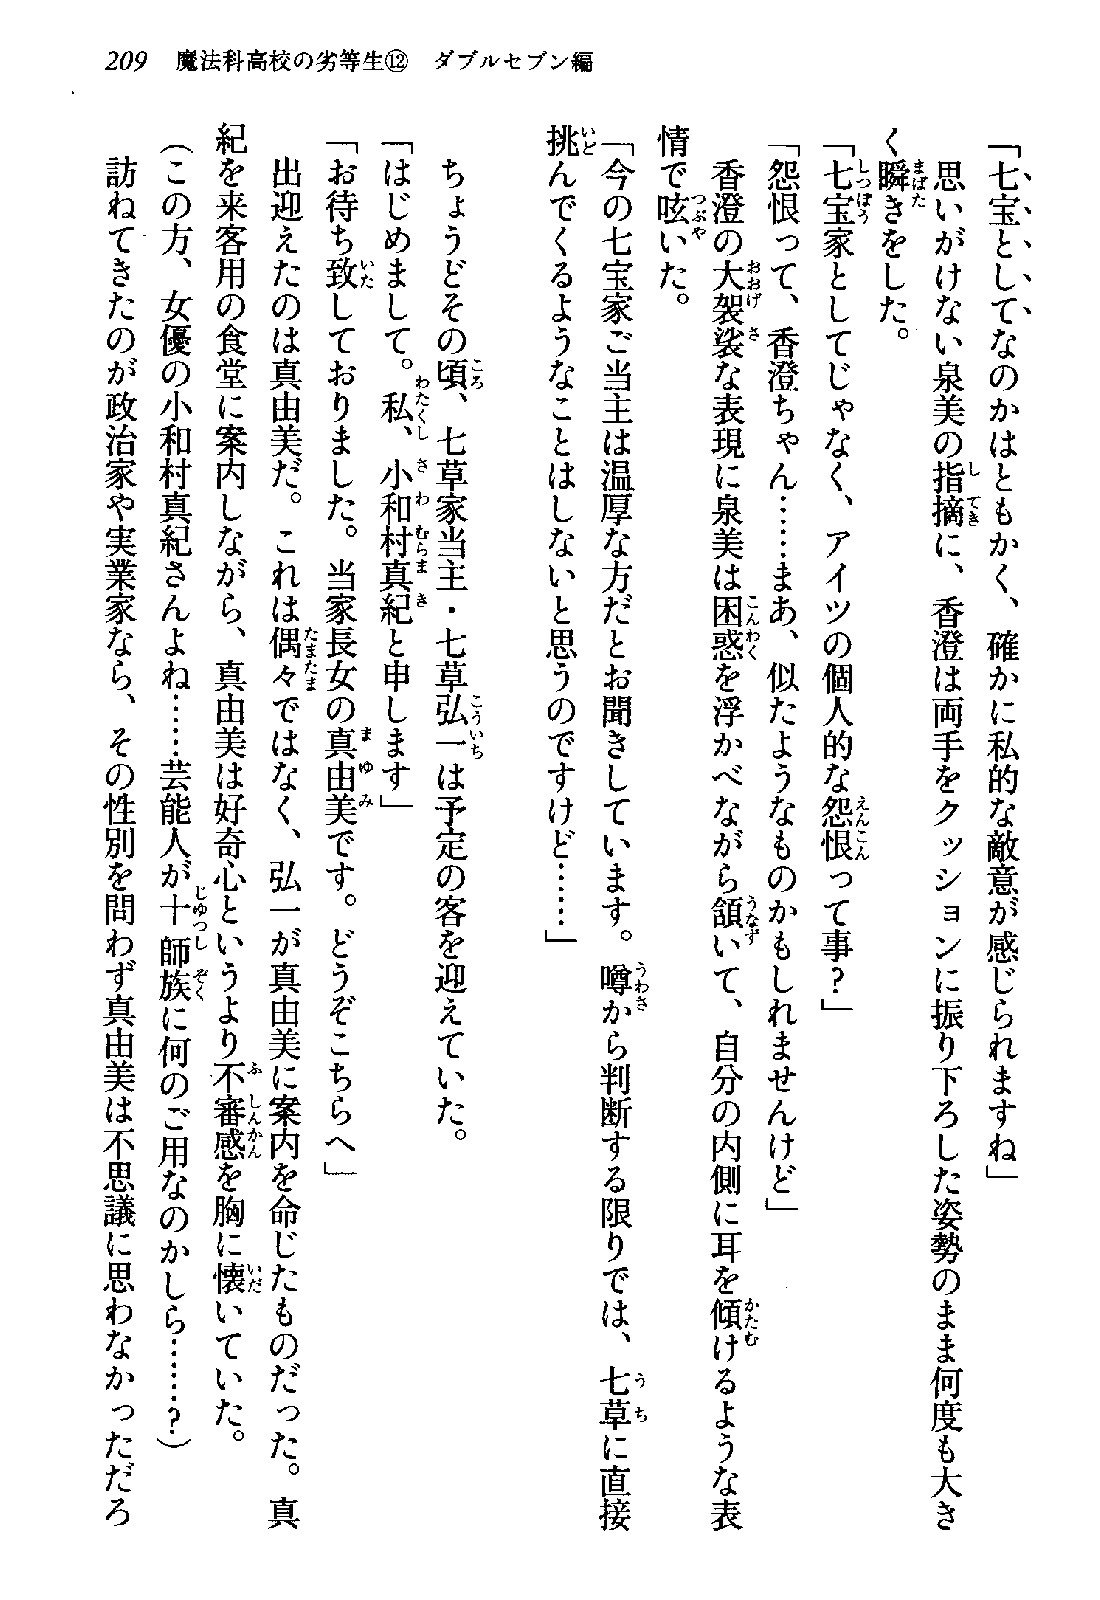 209 魔法科高校の劣等生⑫ ダブルセブン編
「七宝としてなのかはともかく、確かに私的な敵意が感じられますね」
思いがけない泉美の指摘に、香澄は両手をクッションに振り下ろした姿勢のまま何度も大き
く瞬きをした。
「七宝家としてじゃなく、アイツの個人的な怨恨って事?」
「怨恨って、香澄ちゃん……まあ、似たようなものかもしれませんけど」
香澄の大袈裟な表現に泉美は困惑を浮かべながら頷いて、自分の内側に耳を傾けるような表
情で呟いた。
「今の七宝家ご当主は温厚な方だとお聞きしています。噂から判断する限りでは、七草に直接
挑んでくるようなことはしないと思うのですけど……」
ちょうどその頃、七草家当主・七草弘一は予定の客を迎えていた。
「はじめまして。私、小和村真紀と申します」
「お待ち致しておりました。当家長女の真由美です。どうぞこちらへ」
出迎えたのは真由美だ。これは偶々ではなく、弘一が真由美に案内を命じたものだった。真
紀を来客用の食堂に案内しながら、真由美は好奇心というより不審感を胸に懐いていた。
(この方、女優の小和村真紀さんよね……芸能人が十師族に何のご用なのかしら……?)
訪ねてきたのが政治家や実業家なら、その性別を問わず真由美は不思議に思わなかっただろ